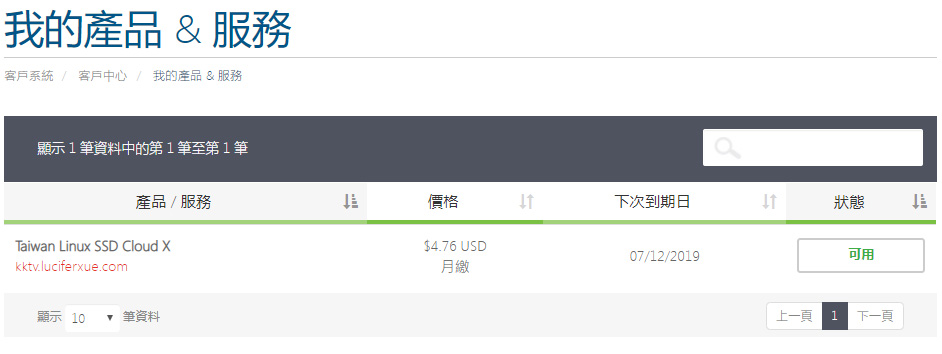 我的產品 & 服務
客戶系統 / 客戶中心 / 我的產品 & 服務
顯示 1 筆資料中的第 1 筆至第 1 筆
產品 / 服務 價格 下次到期日 狀態
Taiwan Linux SSD Cloud X
kktv.luciferxue.com
$4.76 USD
月繳
07/12/2019
可用
顯示 10 筆資料
上一頁 1 下一頁